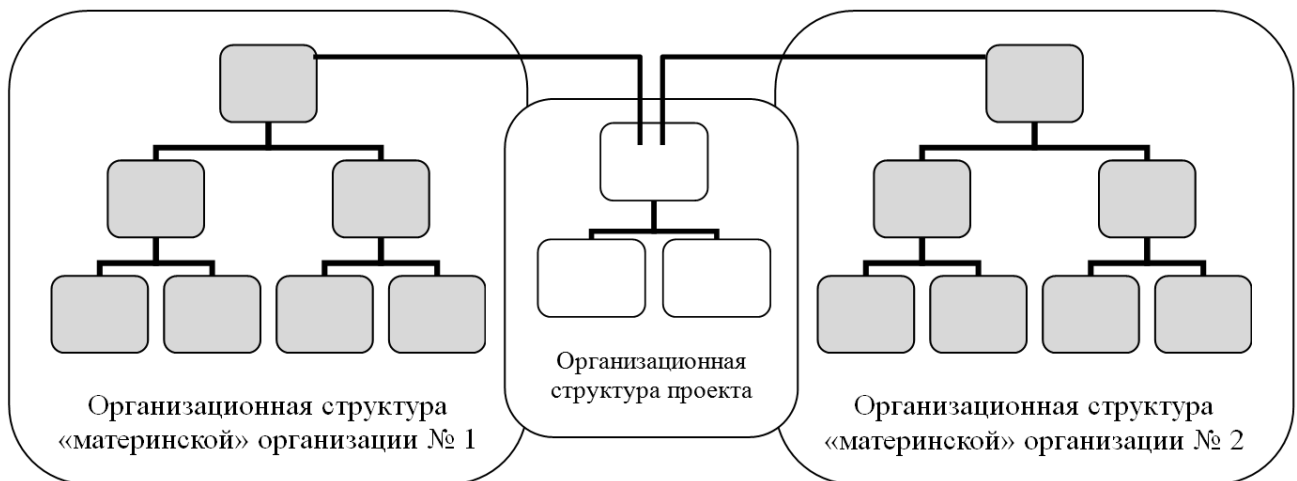 Организационная
структура проекта
Организационная структура
«материнской» организации № 1
Организационная структура
«материнской» организации № 2